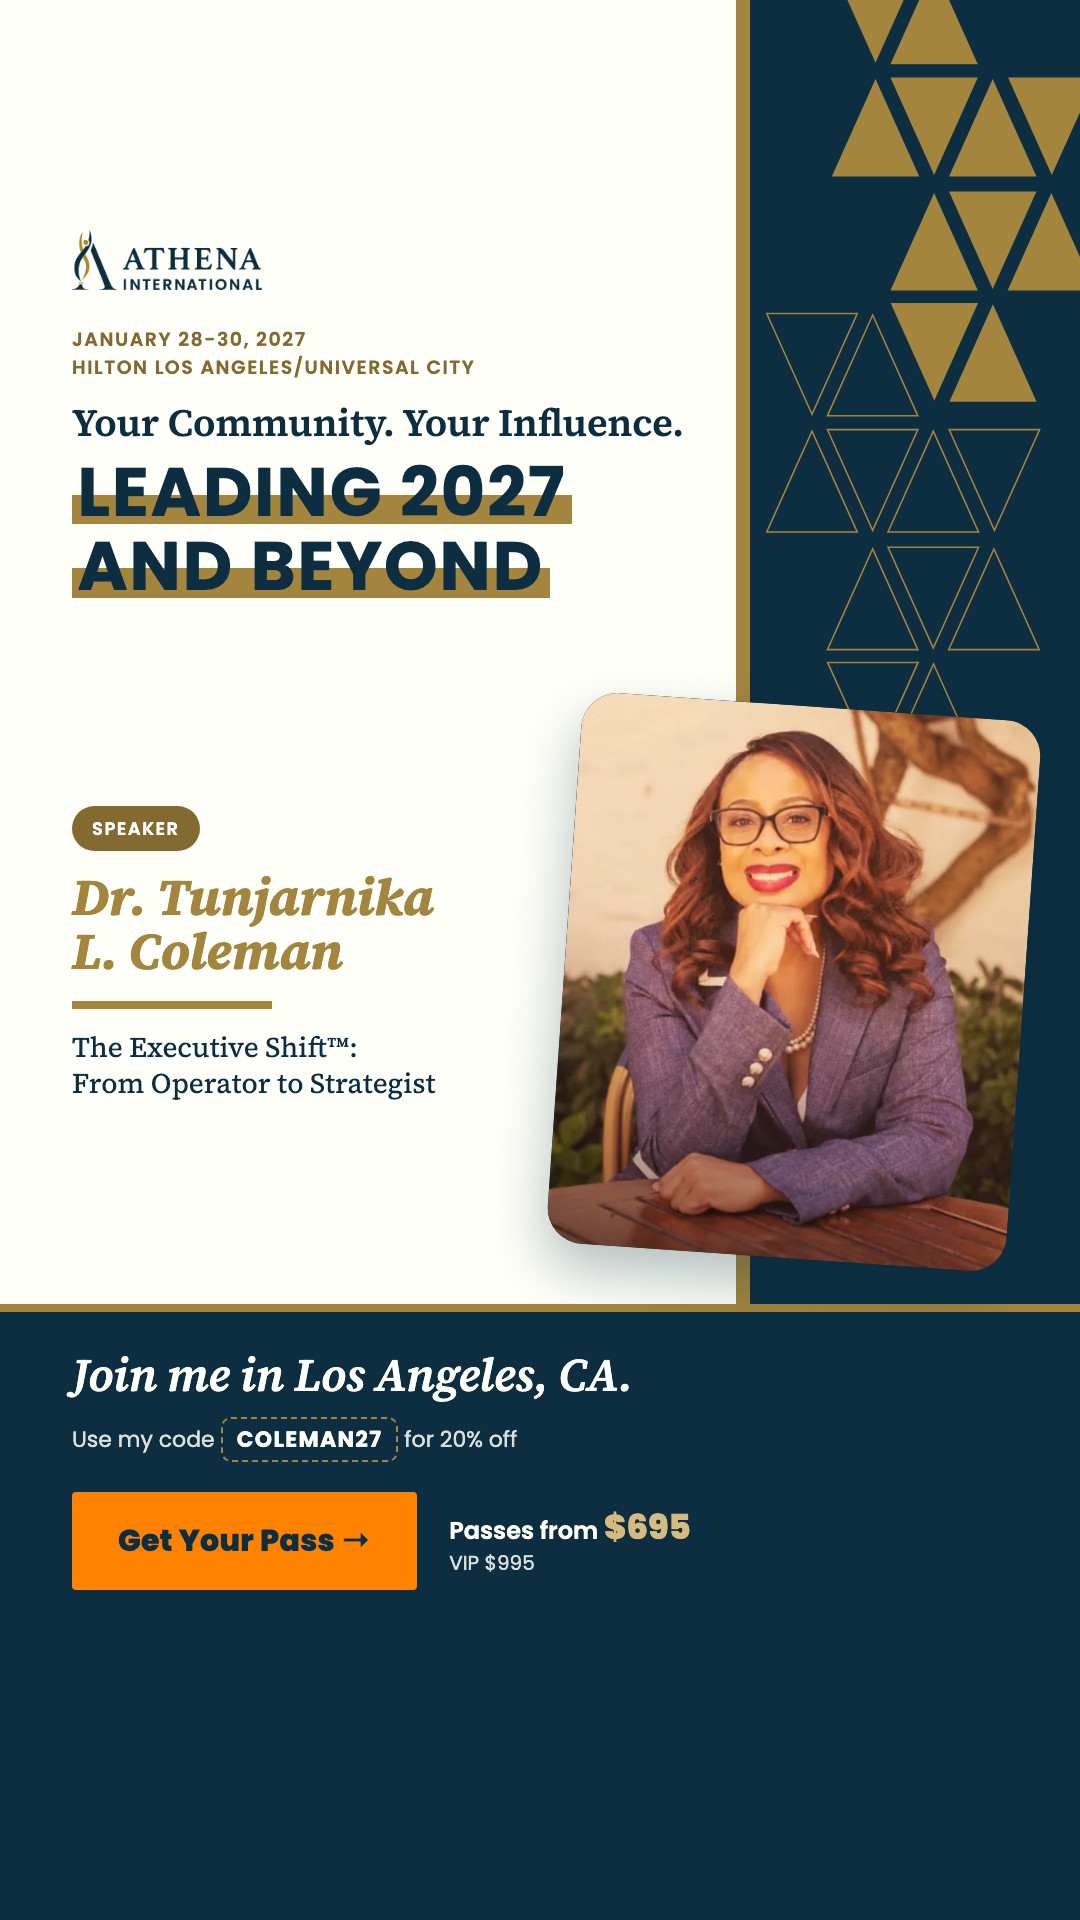 ATHENA
INTERNATIONAL
JANUARY 28-30, 2027
HILTON LOS ANGELES/UNIVERSAL CITY
Your Community. Your Influence.
LEADING 2027
AND BEYOND
SPEAKER
Dr. Tunjarnika
L. Coleman
The Executive Shift™:
From Operator to Strategist
Join me in Los Angeles, CA.
Use my code COLEMAN27 for 20% off
Get Your Pass →
Passes from $695
VIP $995